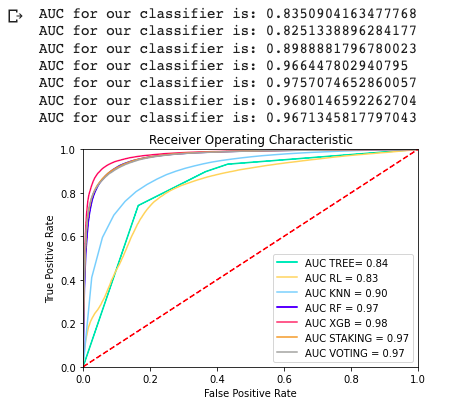 AUC for our classifier is: 0.8350904163477768
AUC for our classifier is: 0.8251338896284177
AUC for our classifier is: 0.8988881796780023
AUC for our classifier is: 0.966447802940795
AUC for our classifier is: 0.9757074652860057
AUC for our classifier is: 0.9680146592262704
AUC for our classifier is: 0.9671345817797043
Receiver Operating Characteristic
1.0
0.8
0.6
0.4
0.2
0.0
True Positive Rate
AUC TREE= 0.84
AUC RL = 0.83
AUC KNN = 0.90
AUC RF = 0.97
AUC XGB = 0.98
AUC STAKING = 0.97
AUC VOTING = 0.97
0.0 0.2 0.4 0.6 0.8 1.0
False Positive Rate